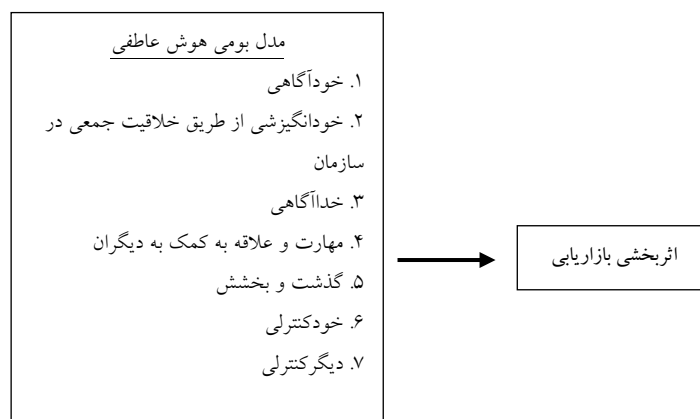 مدل بومی هوش عاطفی
۱. خودآگاهی
۲. خودانگیزشی از طریق خلاقیت جمعی در
سازمان
۳. خداآگاهی
۴. مهارت و علاقه به کمک به دیگران
۵. گذشت و بخشش
۶. خودکنترلی
۷. دیگرکنترلی
اثربخشی بازاریابی